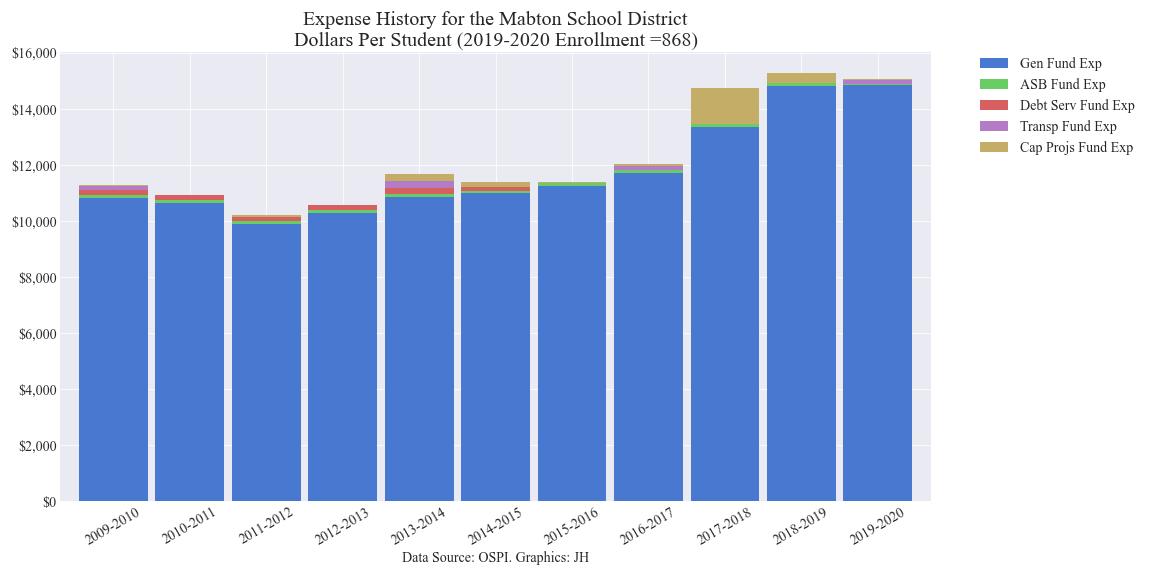 Expense History for the Mabton School District
Dollars Per Student (2019-2020 Enrollment =868)
$16,000
$14,000
$12,000
$10,000
$8,000
$6,000
$4,000
$2,000
$0
2009-2010
2010-2011
2011-2012
2012-2013
2013-2014
2014-2015
2015-2016
2016-2017
2017-2018
2018-2019
2019-2020
Data Source: OSPI. Graphics: JH
Gen Fund Exp
ASB Fund Exp
Debt Serv Fund Exp
Transp Fund Exp
Cap Projs Fund Exp